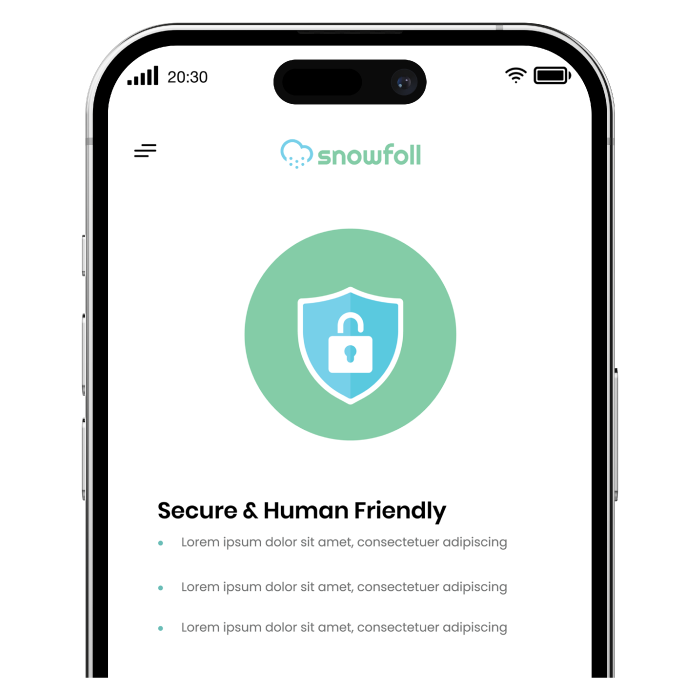 20:30
snowfoll
Secure & Human Friendly
Lorem ipsum dolor sit amet, consectetuer adipiscing
Lorem ipsum dolor sit amet, consectetuer adipiscing
Lorem ipsum dolor sit amet, consectetuer adipiscing